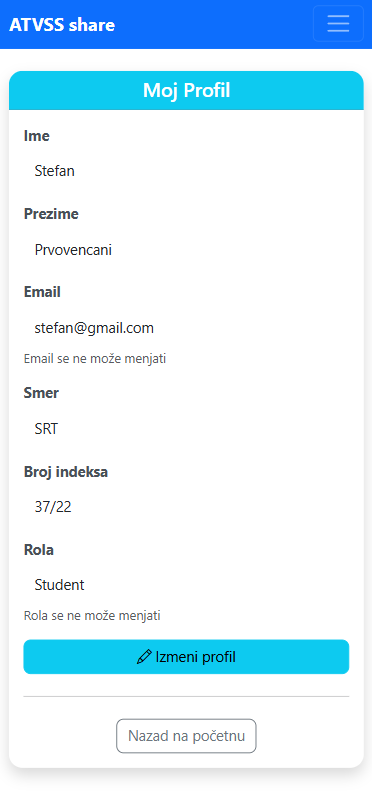 ATVSS share
Moj Profil
Ime
Stefan
Prezime
Prvovencani
Email
stefan@gmail.com
Email se ne može menjati
Smer
SRT
Broj indeksa
37/22
Rola
Student
Rola se ne može menjati
Izmeni profil
Nazad na početnu